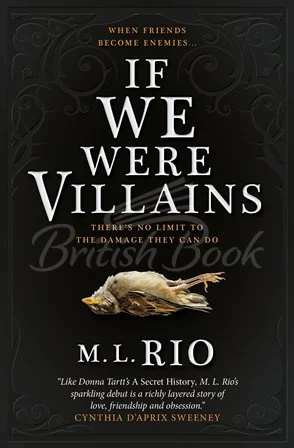 WHEN FRIENDS
BECOME ENEMIES...
IF
WE
WERE
VILLAINS
THERE'S NO LIMIT TO
THE DAMAGE THEY CAN DO
British Book
M. L. RIO
"Like Donna Tartt's A Secret History, M. L. Rio's
sparkling debut is a richly layered story of
love, friendship and obsession."
CYNTHIA D'APRIX SWEENEY